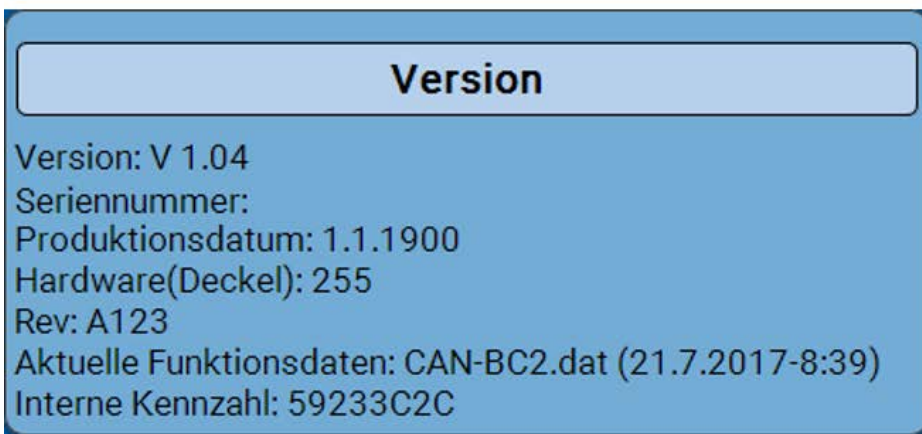 Version
Version: V 1.04
Seriennummer:
Produktionsdatum: 1.1.1900
Hardware(Deckel): 255
Rev: A123
Aktuelle Funktionsdaten: CAN-BC2.dat (21.7.2017-8:39)
Interne Kennzahl: 59233C2C